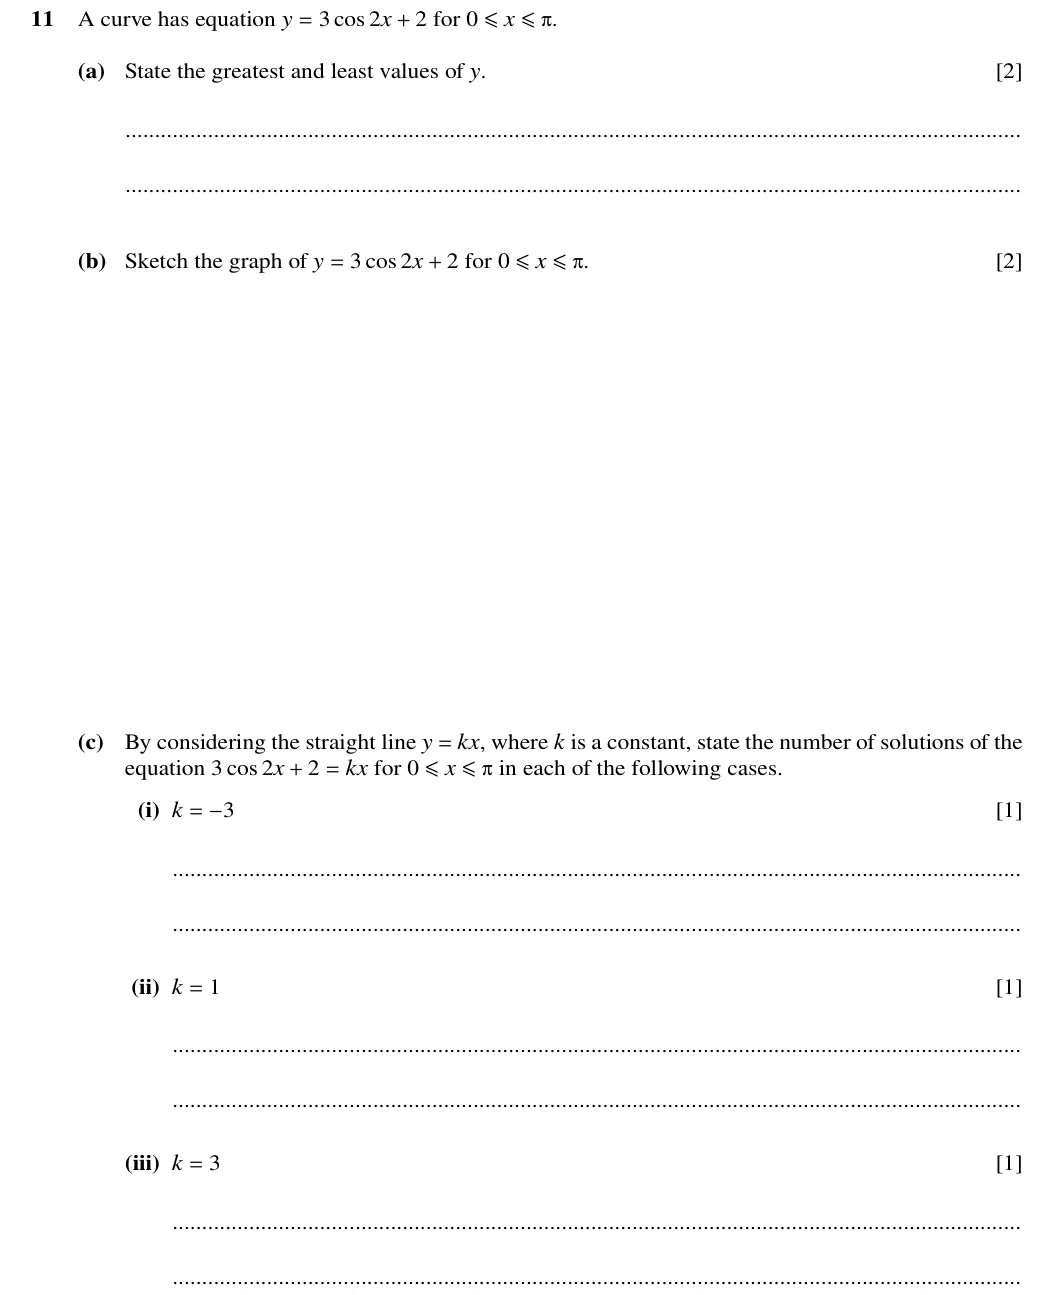 11 A curve has equation y = 3 cos 2x + 2 for 0 ⩽ x ⩽ π.
(a) State the greatest and least values of y. [2]
(b) Sketch the graph of y = 3 cos 2x + 2 for 0 ⩽ x ⩽ π. [2]
(c) By considering the straight line y = kx, where k is a constant, state the number of solutions of the
equation 3 cos 2x + 2 = kx for 0 ⩽ x ⩽ π in each of the following cases.
(i) k = −3 [1]
(ii) k = 1 [1]
(iii) k = 3 [1]